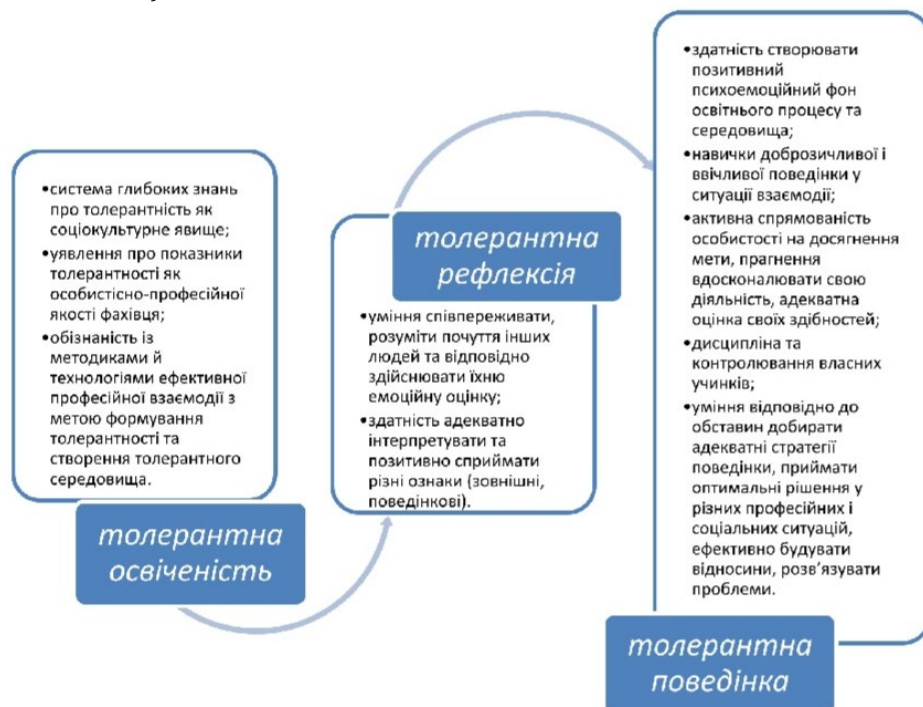 •система глибоких знань
про толерантність як
соціокультурне явище;
•уявлення про показники
толерантності як
особистісно-професійної
якості фахівця;
•обізнаність із
методиками й
технологіями ефективної
професійної взаємодії з
метою формування
толерантності та
створення толерантного
середовища.
толерантна
освіченість
толерантна
рефлексія
•уміння співпереживати,
розуміти почуття інших
людей та відповідно
здійснювати їхню
емоційну оцінку;
•здатність адекватно
інтерпретувати та
позитивно сприймати
різні ознаки (зовнішні,
поведінкові).
•здатність створювати
позитивний
психоемоційний фон
освітнього процесу та
середовища;
•навички доброзичливої і
ввічливої поведінки у
ситуації взаємодії;
•активна спрямованість
особистості на досягнення
мети, прагнення
вдосконалювати свою
діяльність, адекватна
оцінка своїх здібностей;
•дисципліна та
контролювання власних
учинків;
•уміння відповідно до
обставин добирати
адекватні стратегії
поведінки, приймати
оптимальні рішення у
різних професійних і
соціальних ситуацій,
ефективно будувати
відносини, розв’язувати
проблеми.
толерантна
поведінка